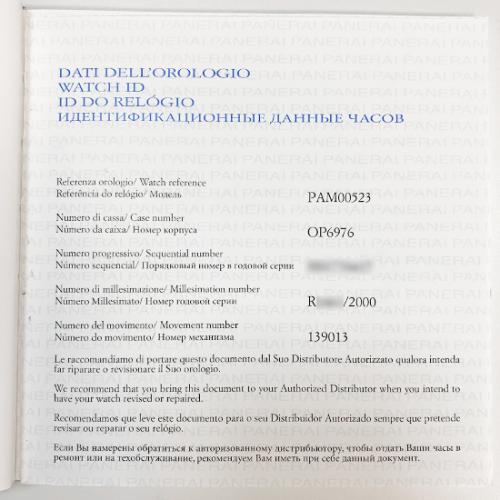 DATI DELL'OROLOGIO
WATCH ID
ID DO RELÓGIO
ИДЕНТИФИКАЦИОННЫЕ ДАННЫЕ ЧАСОВ
Referenza orologio/ Watch reference
Referência do relógio/ Модель
PAM00523
Numero di cassa/ Case number
Número da caixa/ Номер корпуса
OP6976
Numero progressivo/ Sequential number
Número sequencial/ Порядковый номер в годовой серии
Numero di millesimazione/ Millesimation number
Número Millesimato/ Номер годовой серии
R /2000
Numero del movimento/ Movement number
Número do movimento/ Номер механизма
139013
Le raccomandiamo di portare questo documento dal Suo Distributore Autorizzato qualora intenda
far riparare o revisionare il Suo orologio.
We recommend that you bring this document to your Authorized Distributor when you intend to
have your watch revised or repaired.
Recomendamos que leve este documento para o seu Distribuidor Autorizado sempre que pretende
revisar ou reparar o seu relógio.
Если Вы намерены обратиться к авторизованному дистрибьютору, чтобы отдать Ваши часы в
ремонт или на техобслуживание, рекомендуем Вам иметь при себе данный документ.